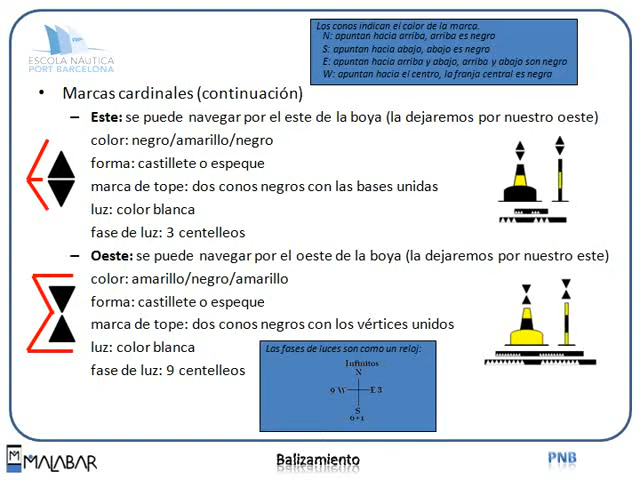 Los conos indican el color de la marca.
N: apuntan hacia arriba, arriba es negro
S: apuntan hacia abajo, abajo es negro
E: apuntan hacia arriba y abajo, arriba y abajo son negro
W: apuntan hacia el centro, la franja central es negra
ESCOLA NÀUTICA
PORT BARCELONA
• Marcas cardinales (continuación)
– Este: se puede navegar por el este de la boya (la dejaremos por nuestro oeste)
color: negro/amarillo/negro
forma: castillete o espeque
marca de tope: dos conos negros con las bases unidas
luz: color blanca
fase de luz: 3 centelleos
– Oeste: se puede navegar por el oeste de la boya (la dejaremos por nuestro este)
color: amarillo/negro/amarillo
forma: castillete o espeque
marca de tope: dos conos negros con los vértices unidos
luz: color blanca
fase de luz: 9 centelleos
Las fases de luces son como un reloj:
Infinitos
N
9 W E 3
S
6+1
MALABAR
Balizamiento
PNB